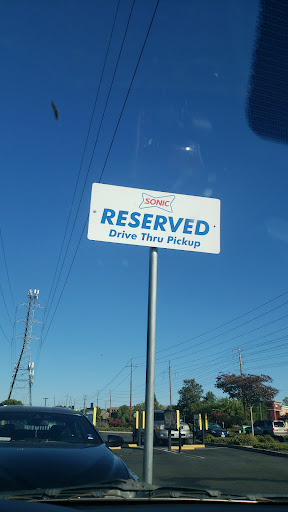 SONIC
RESERVED
Drive Thru Pickup